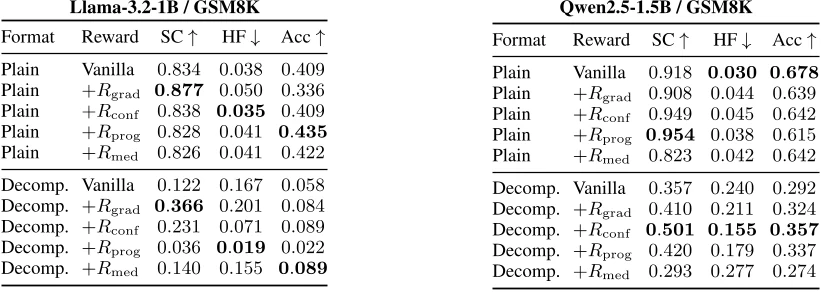 Llama-3.2-1B / GSM8K
Format Reward SC ↑ HF ↓ Acc ↑
Plain Vanilla 0.834 0.038 0.409
Plain +R_grad 0.877 0.050 0.336
Plain +R_conf 0.838 0.035 0.409
Plain +R_prog 0.828 0.041 0.435
Plain +R_med 0.826 0.041 0.422
Decomp. Vanilla 0.122 0.167 0.058
Decomp. +R_grad 0.366 0.201 0.084
Decomp. +R_conf 0.231 0.071 0.089
Decomp. +R_prog 0.036 0.019 0.022
Decomp. +R_med 0.140 0.155 0.089
Qwen2.5-1.5B / GSM8K
Format Reward SC ↑ HF ↓ Acc ↑
Plain Vanilla 0.918 0.030 0.678
Plain +R_grad 0.908 0.044 0.639
Plain +R_conf 0.949 0.045 0.642
Plain +R_prog 0.954 0.038 0.615
Plain +R_med 0.823 0.042 0.642
Decomp. Vanilla 0.357 0.240 0.292
Decomp. +R_grad 0.410 0.211 0.324
Decomp. +R_conf 0.501 0.155 0.357
Decomp. +R_prog 0.420 0.179 0.337
Decomp. +R_med 0.293 0.277 0.274